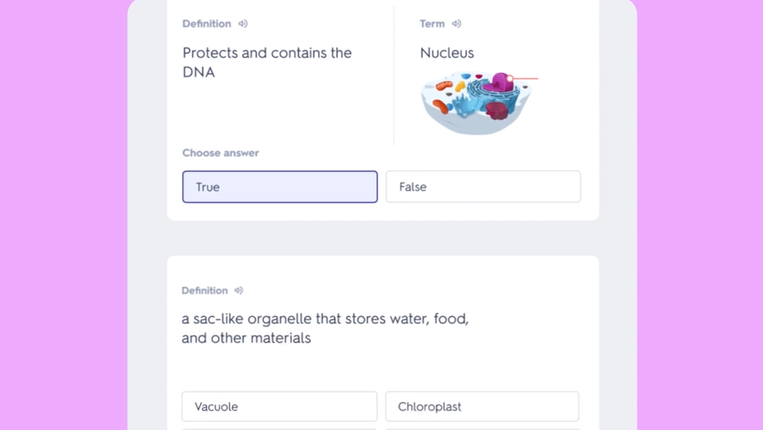 Definition
Term
Protects and contains the
DNA
Nucleus
Choose answer
True
False
Definition
a sac-like organelle that stores water, food,
and other materials
Vacuole
Chloroplast